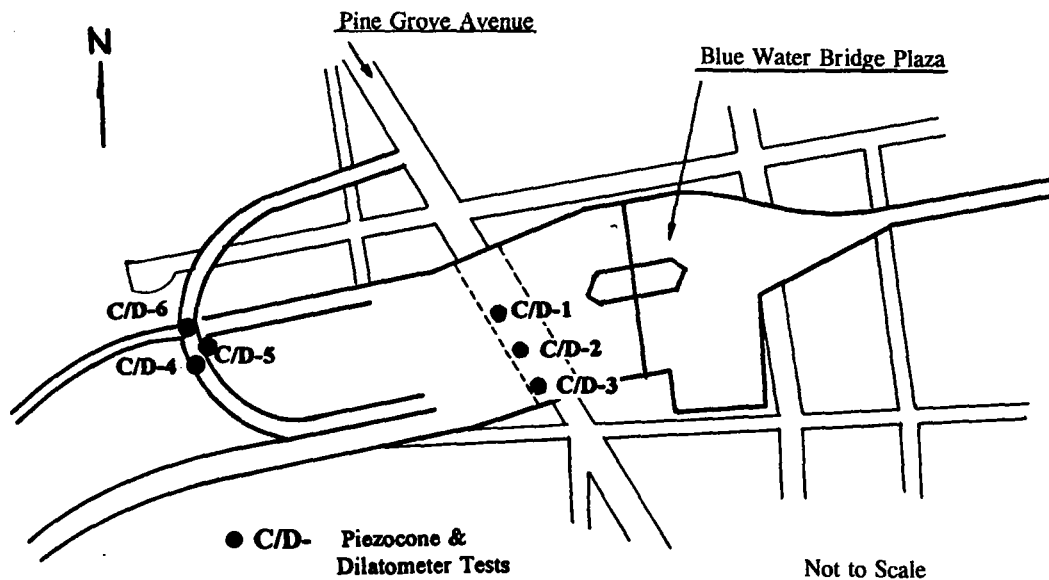 Pine Grove Avenue
N
Blue Water Bridge Plaza
C/D-6
C/D-1
C/D-5
C/D-2
C/D-4
C/D-3
C/D- Piezocone &
Dilatometer Tests
Not to Scale